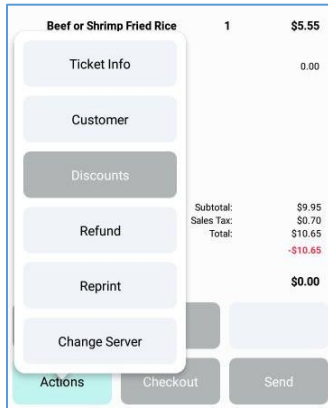 Beef or Shrimp Fried Rice 1 $5.55
Ticket Info
0.00
Customer
Discounts
Subtotal: $9.95
Sales Tax: $0.70
Refund
Total: $10.65
-$10.65
Reprint
$0.00
Change Server
Actions Checkout Send